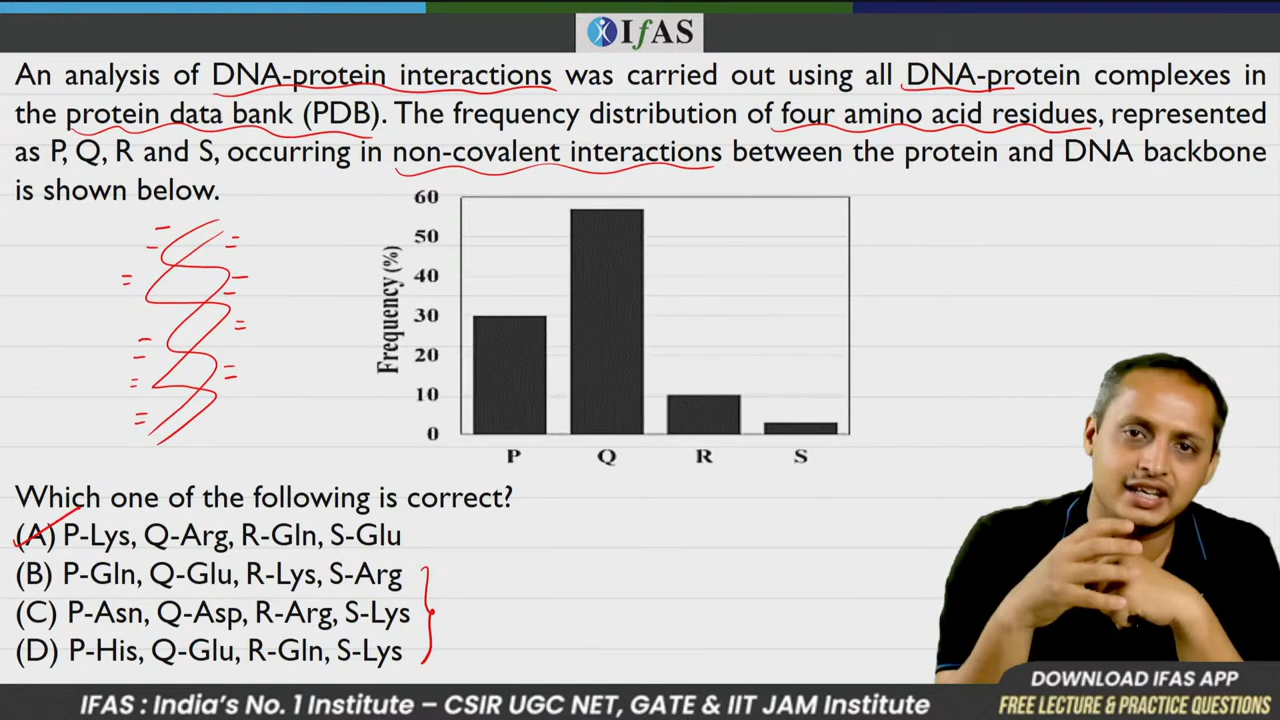 IfAS
An analysis of DNA-protein interactions was carried out using all DNA-protein complexes in
the protein data bank (PDB). The frequency distribution of four amino acid residues, represented
as P, Q, R and S, occurring in non-covalent interactions between the protein and DNA backbone
is shown below.
60
50
40
30
20
10
0
Frequency (%)
P Q R S
Which one of the following is correct?
(A) P-Lys, Q-Arg, R-Gln, S-Glu
(B) P-Gln, Q-Glu, R-Lys, S-Arg
(C) P-Asn, Q-Asp, R-Arg, S-Lys
(D) P-His, Q-Glu, R-Gln, S-Lys
DOWNLOAD IFAS APP
FREE LECTURE & PRACTICE QUESTIONS
IFAS : India's No. 1 Institute – CSIR UGC NET, GATE & IIT JAM Institute